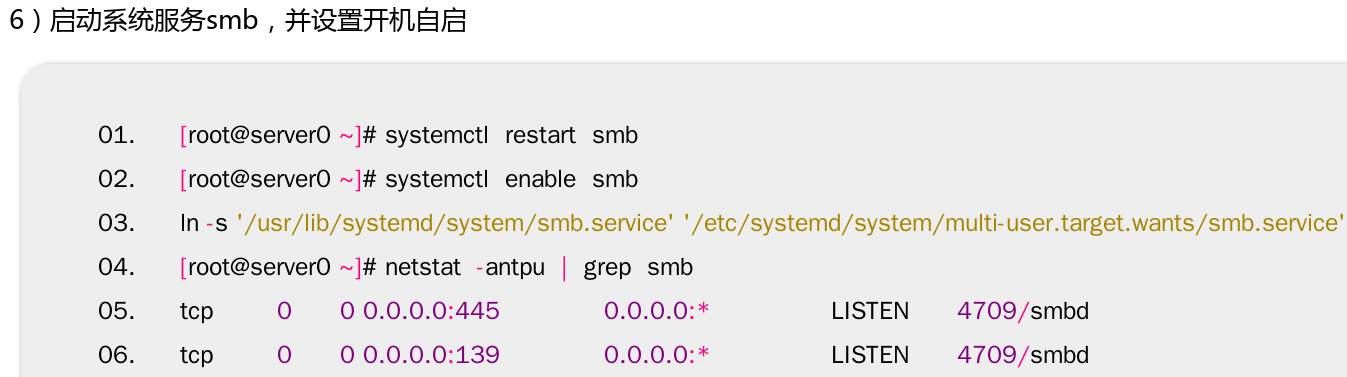 6）启动系统服务smb，并设置开机自启
01. [root@server0 ~]# systemctl restart smb
02. [root@server0 ~]# systemctl enable smb
03. ln -s '/usr/lib/systemd/system/smb.service' '/etc/systemd/system/multi-user.target.wants/smb.service'
04. [root@server0 ~]# netstat -antpu | grep smb
05. tcp 0 0 0.0.0.0:445 0.0.0.0:* LISTEN 4709/smbd
06. tcp 0 0 0.0.0.0:139 0.0.0.0:* LISTEN 4709/smbd